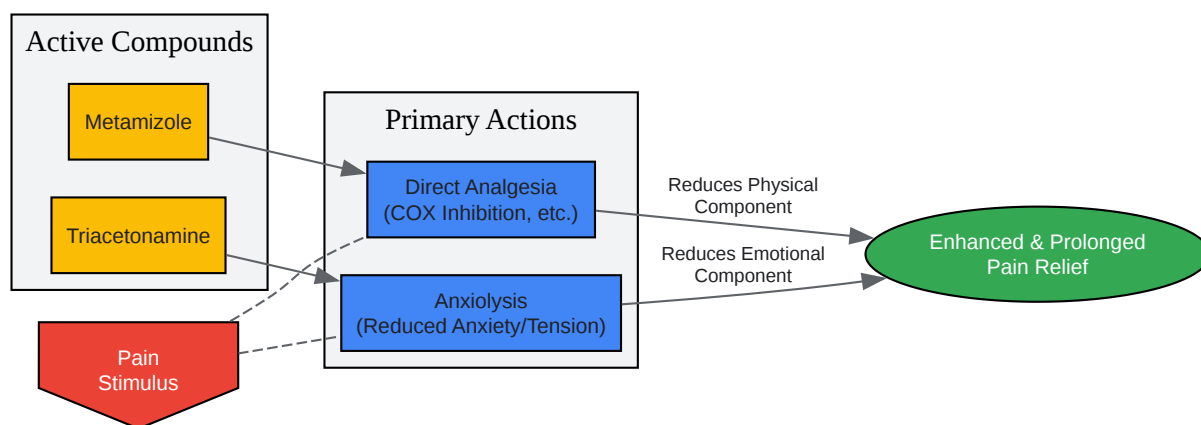 Active Compounds
Metamizole
Triacetonamine
Pain
Stimulus
Primary Actions
Direct Analgesia
(COX Inhibition, etc.)
Anxiolysis
(Reduced Anxiety/Tension)
Reduces Physical
Component
Reduces Emotional
Component
Enhanced & Prolonged
Pain Relief